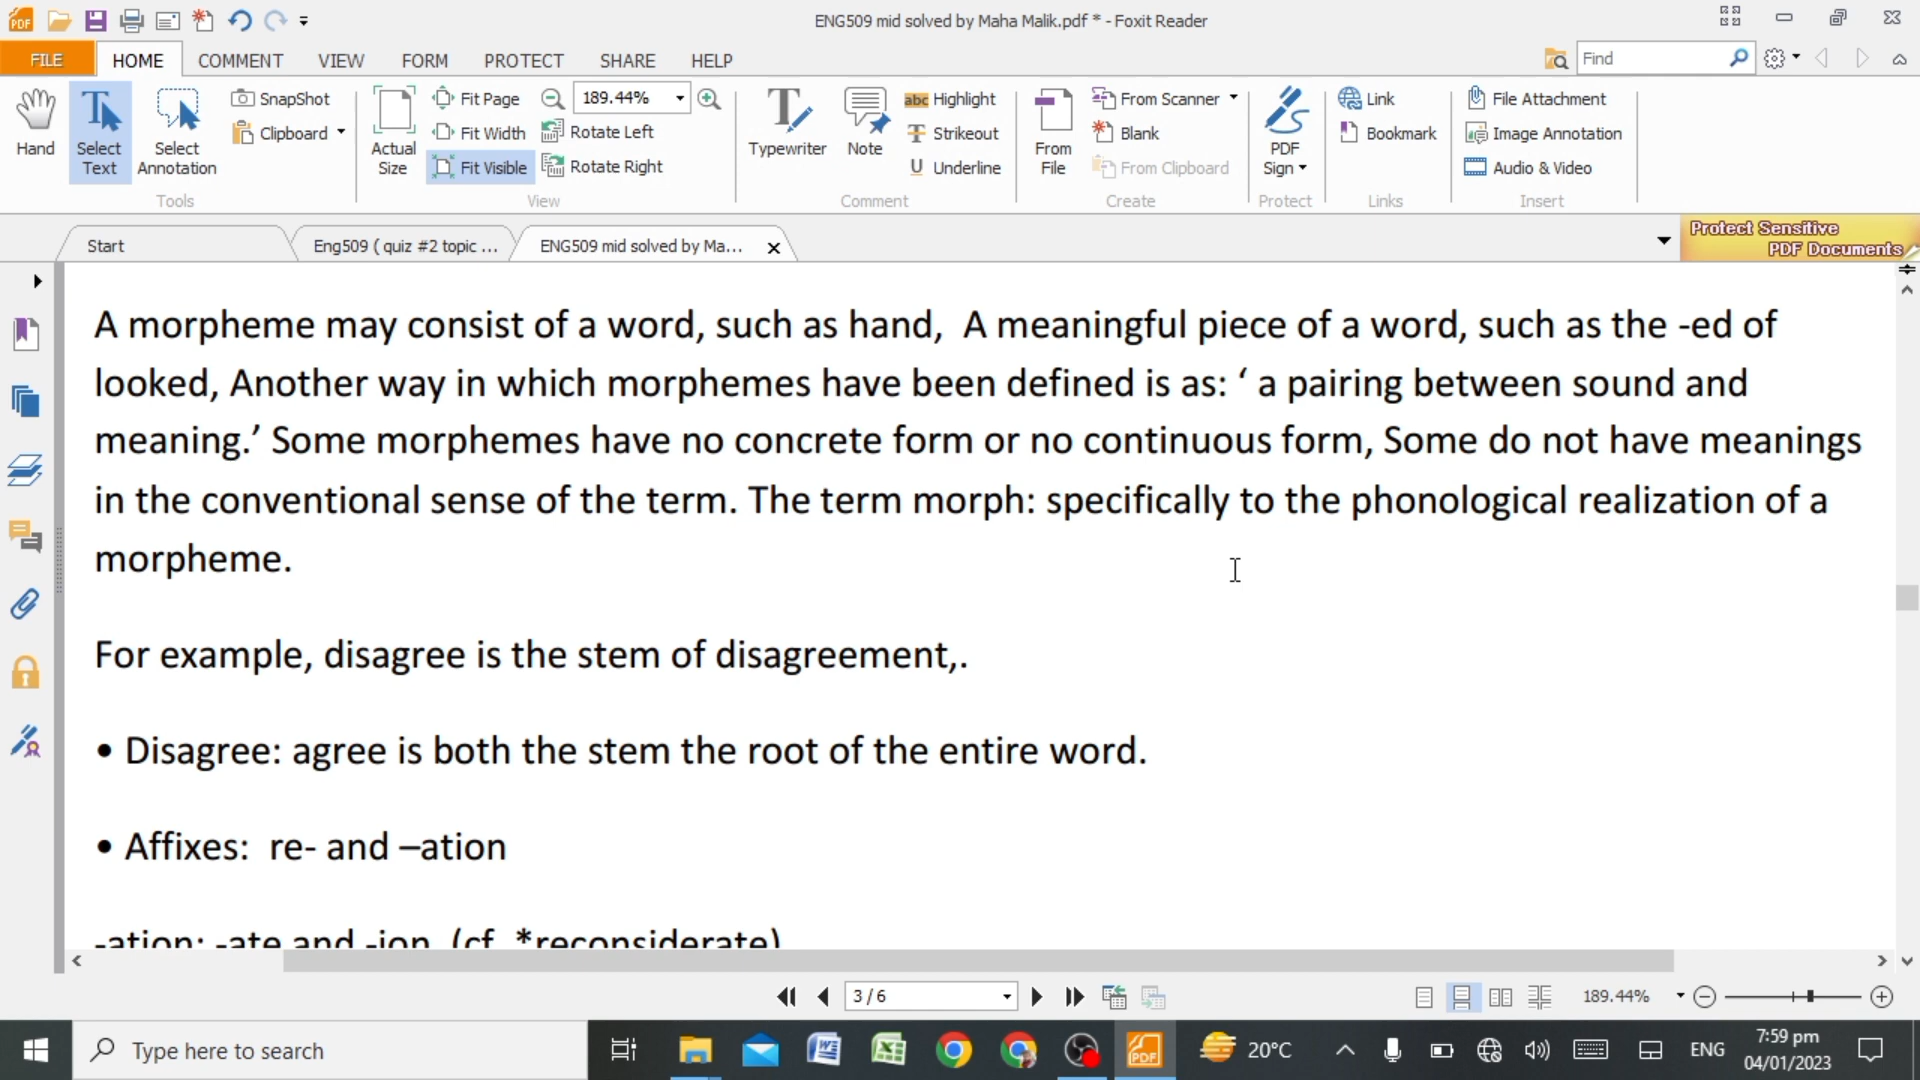 ENG509 mid solved by Maha Malik.pdf * - Foxit Reader
FILE HOME COMMENT VIEW FORM PROTECT SHARE HELP Find
Hand
Select Text
Select Annotation
SnapShot
Clipboard
Tools
Actual Size
Fit Page
Fit Width
Fit Visible
189.44%
Rotate Left
Rotate Right
View
Typewriter
Note
abc Highlight
Strikeout
Underline
Comment
From File
From Scanner
Blank
From Clipboard
Create
PDF Sign
Protect
Link
Bookmark
Links
File Attachment
Image Annotation
Audio & Video
Insert
Start
Eng509 ( quiz #2 topic ...
ENG509 mid solved by Ma...
Protect Sensitive
PDF Documents
A morpheme may consist of a word, such as hand,  A meaningful piece of a word, such as the -ed of
looked, Another way in which morphemes have been defined is as: ‘ a pairing between sound and
meaning.’ Some morphemes have no concrete form or no continuous form, Some do not have meanings
in the conventional sense of the term. The term morph: specifically to the phonological realization of a
morpheme.
For example, disagree is the stem of disagreement,.
• Disagree: agree is both the stem the root of the entire word.
• Affixes:  re- and –ation
-ation: -ate and -ion  (cf. *reconsiderate)
3 / 6
189.44%
Type here to search
20°C
ENG
7:59 pm
04/01/2023